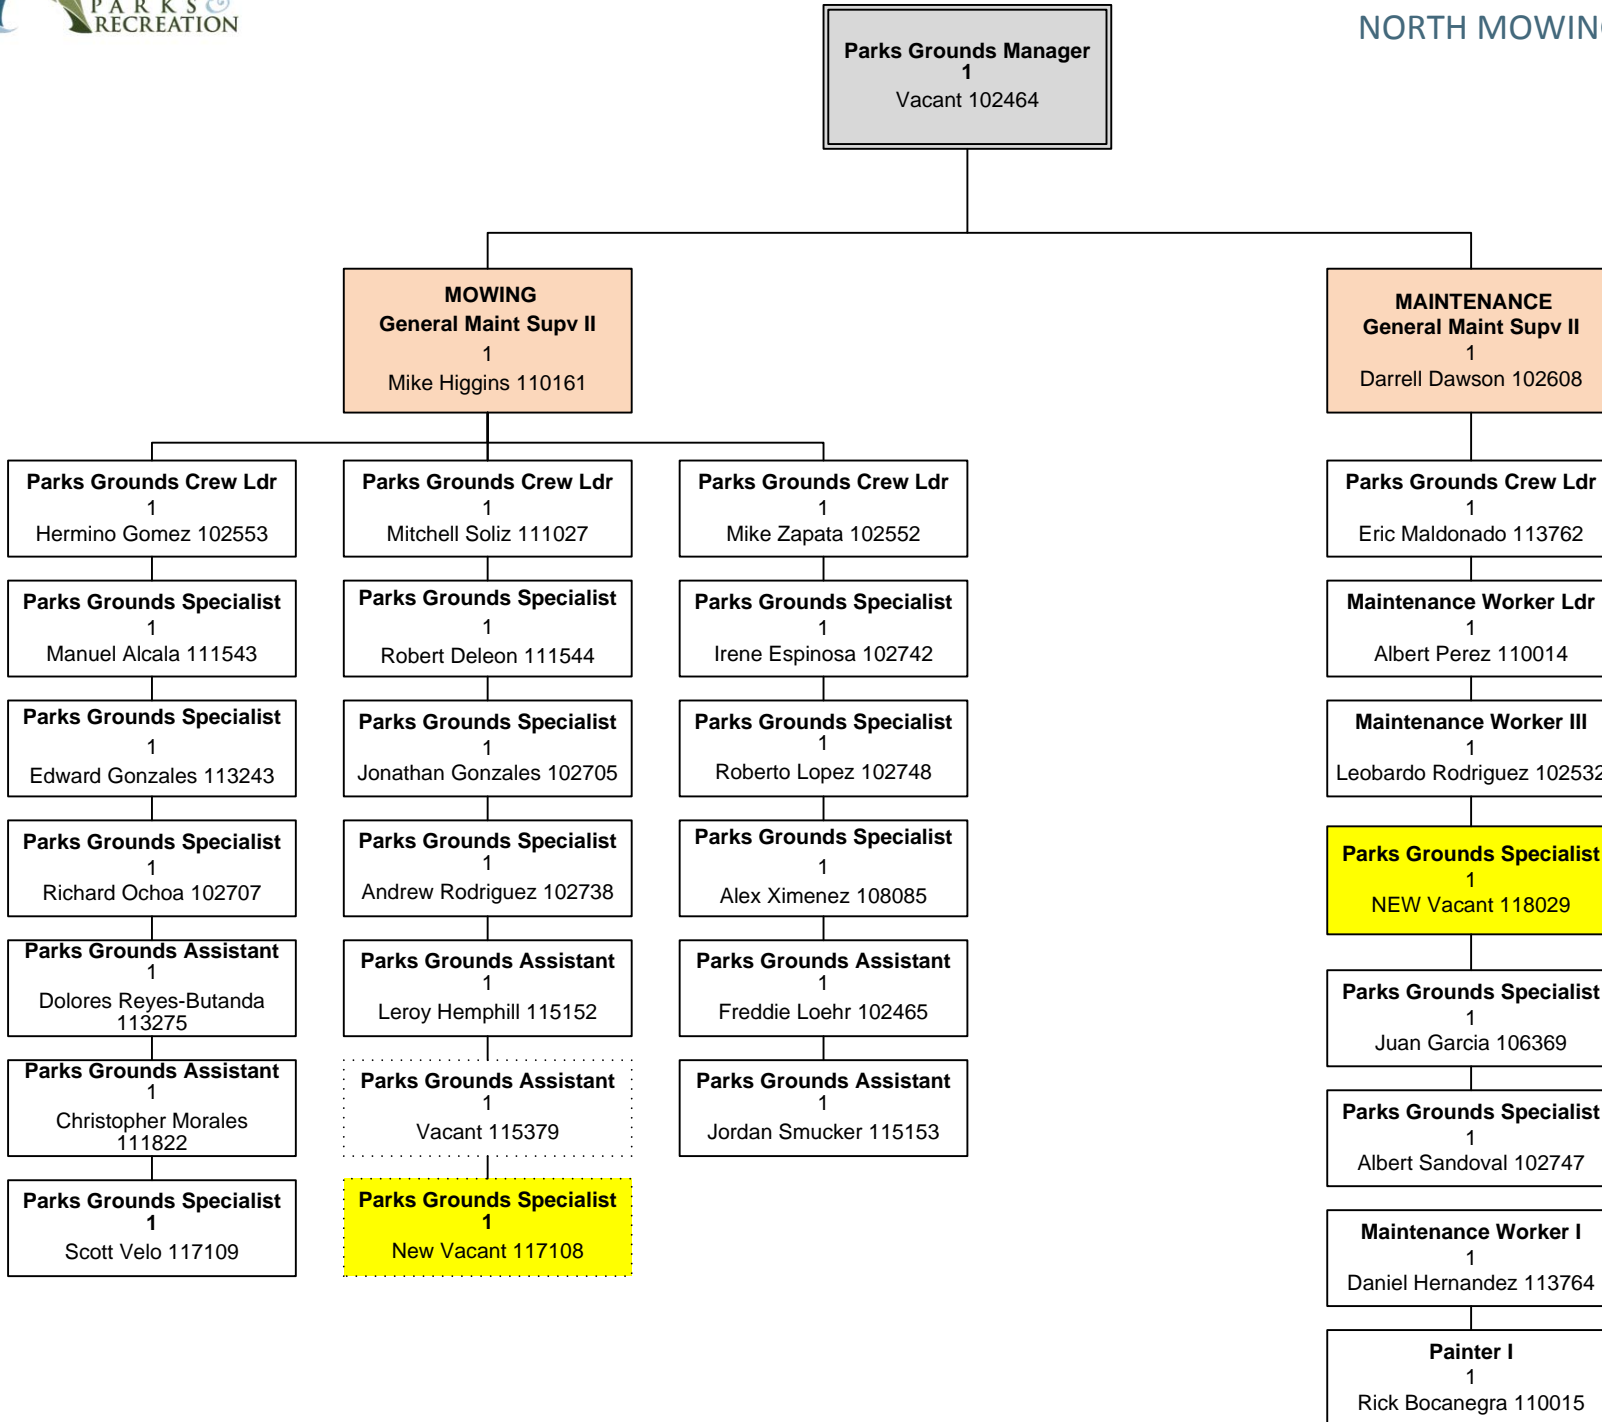 PARKS &
RECREATION
NORTH MOWING
Parks Grounds Manager
1
Vacant 102464
MOWING
General Maint Supv II
1
Mike Higgins 110161
MAINTENANCE
General Maint Supv II
1
Darrell Dawson 102608
Parks Grounds Crew Ldr
1
Hermino Gomez 102553
Parks Grounds Specialist
1
Manuel Alcala 111543
Parks Grounds Specialist
1
Edward Gonzales 113243
Parks Grounds Specialist
1
Richard Ochoa 102707
Parks Grounds Assistant
1
Dolores Reyes-Butanda
113275
Parks Grounds Assistant
1
Christopher Morales
111822
Parks Grounds Specialist
1
Scott Velo 117109
Parks Grounds Crew Ldr
1
Mitchell Soliz 111027
Parks Grounds Specialist
1
Robert Deleon 111544
Parks Grounds Specialist
1
Jonathan Gonzales 102705
Parks Grounds Specialist
1
Andrew Rodriguez 102738
Parks Grounds Assistant
1
Leroy Hemphill 115152
Parks Grounds Assistant
1
Vacant 115379
Parks Grounds Specialist
1
New Vacant 117108
Parks Grounds Crew Ldr
1
Mike Zapata 102552
Parks Grounds Specialist
1
Irene Espinosa 102742
Parks Grounds Specialist
1
Roberto Lopez 102748
Parks Grounds Specialist
1
Alex Ximenez 108085
Parks Grounds Assistant
1
Freddie Loehr 102465
Parks Grounds Assistant
1
Jordan Smucker 115153
Parks Grounds Crew Ldr
1
Eric Maldonado 113762
Maintenance Worker Ldr
1
Albert Perez 110014
Maintenance Worker III
1
Leobardo Rodriguez 102532
Parks Grounds Specialist
1
NEW Vacant 118029
Parks Grounds Specialist
1
Juan Garcia 106369
Parks Grounds Specialist
1
Albert Sandoval 102747
Maintenance Worker I
1
Daniel Hernandez 113764
Painter I
1
Rick Bocanegra 110015